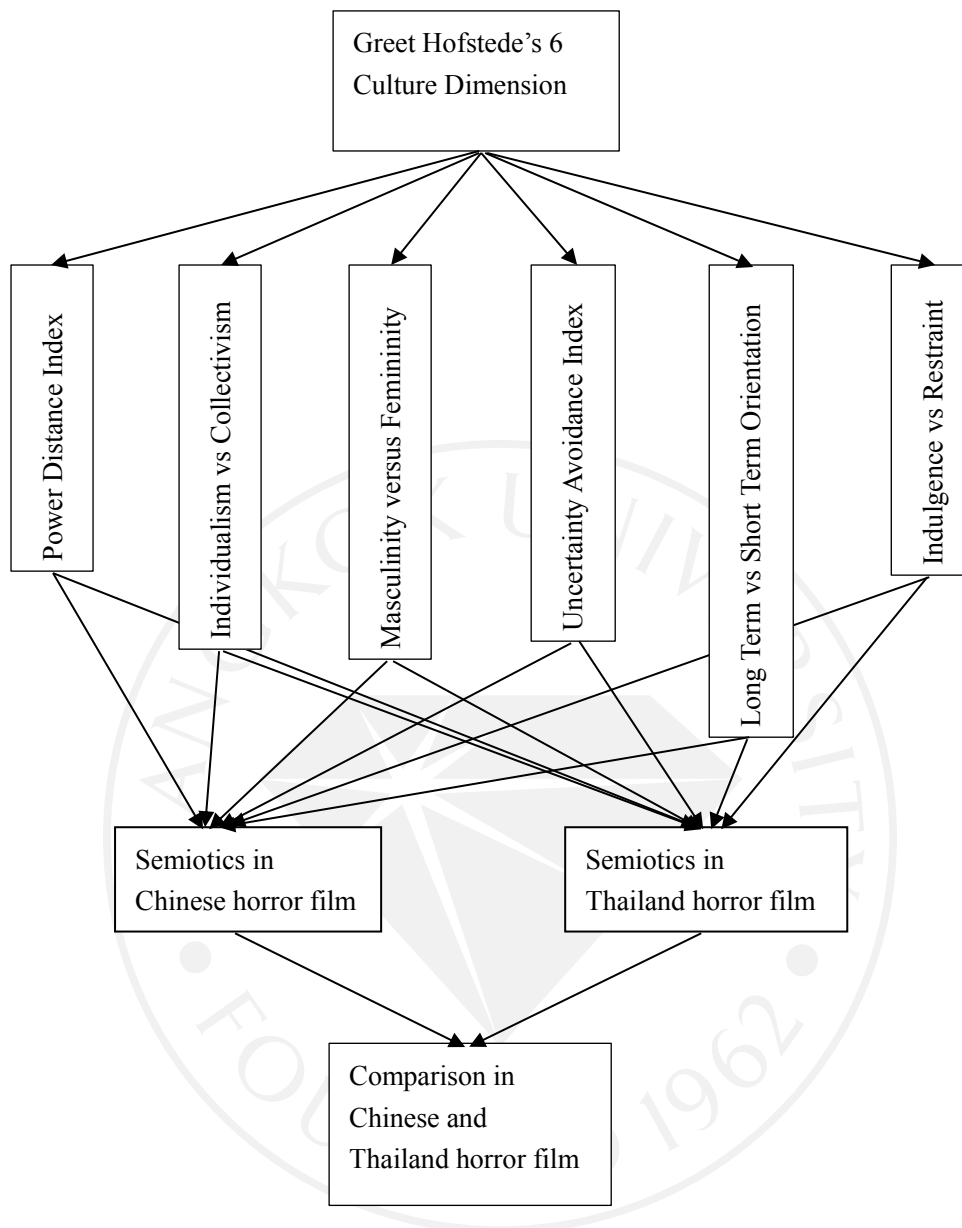 Greet Hofstede’s 6
Culture Dimension
Power Distance Index
Individualism vs Collectivism
Masculinity versus Femininity
Uncertainty Avoidance Index
Long Term vs Short Term Orientation
Indulgence vs Restraint
Semiotics in
Chinese horror film
Semiotics in
Thailand horror film
Comparison in
Chinese and
Thailand horror film